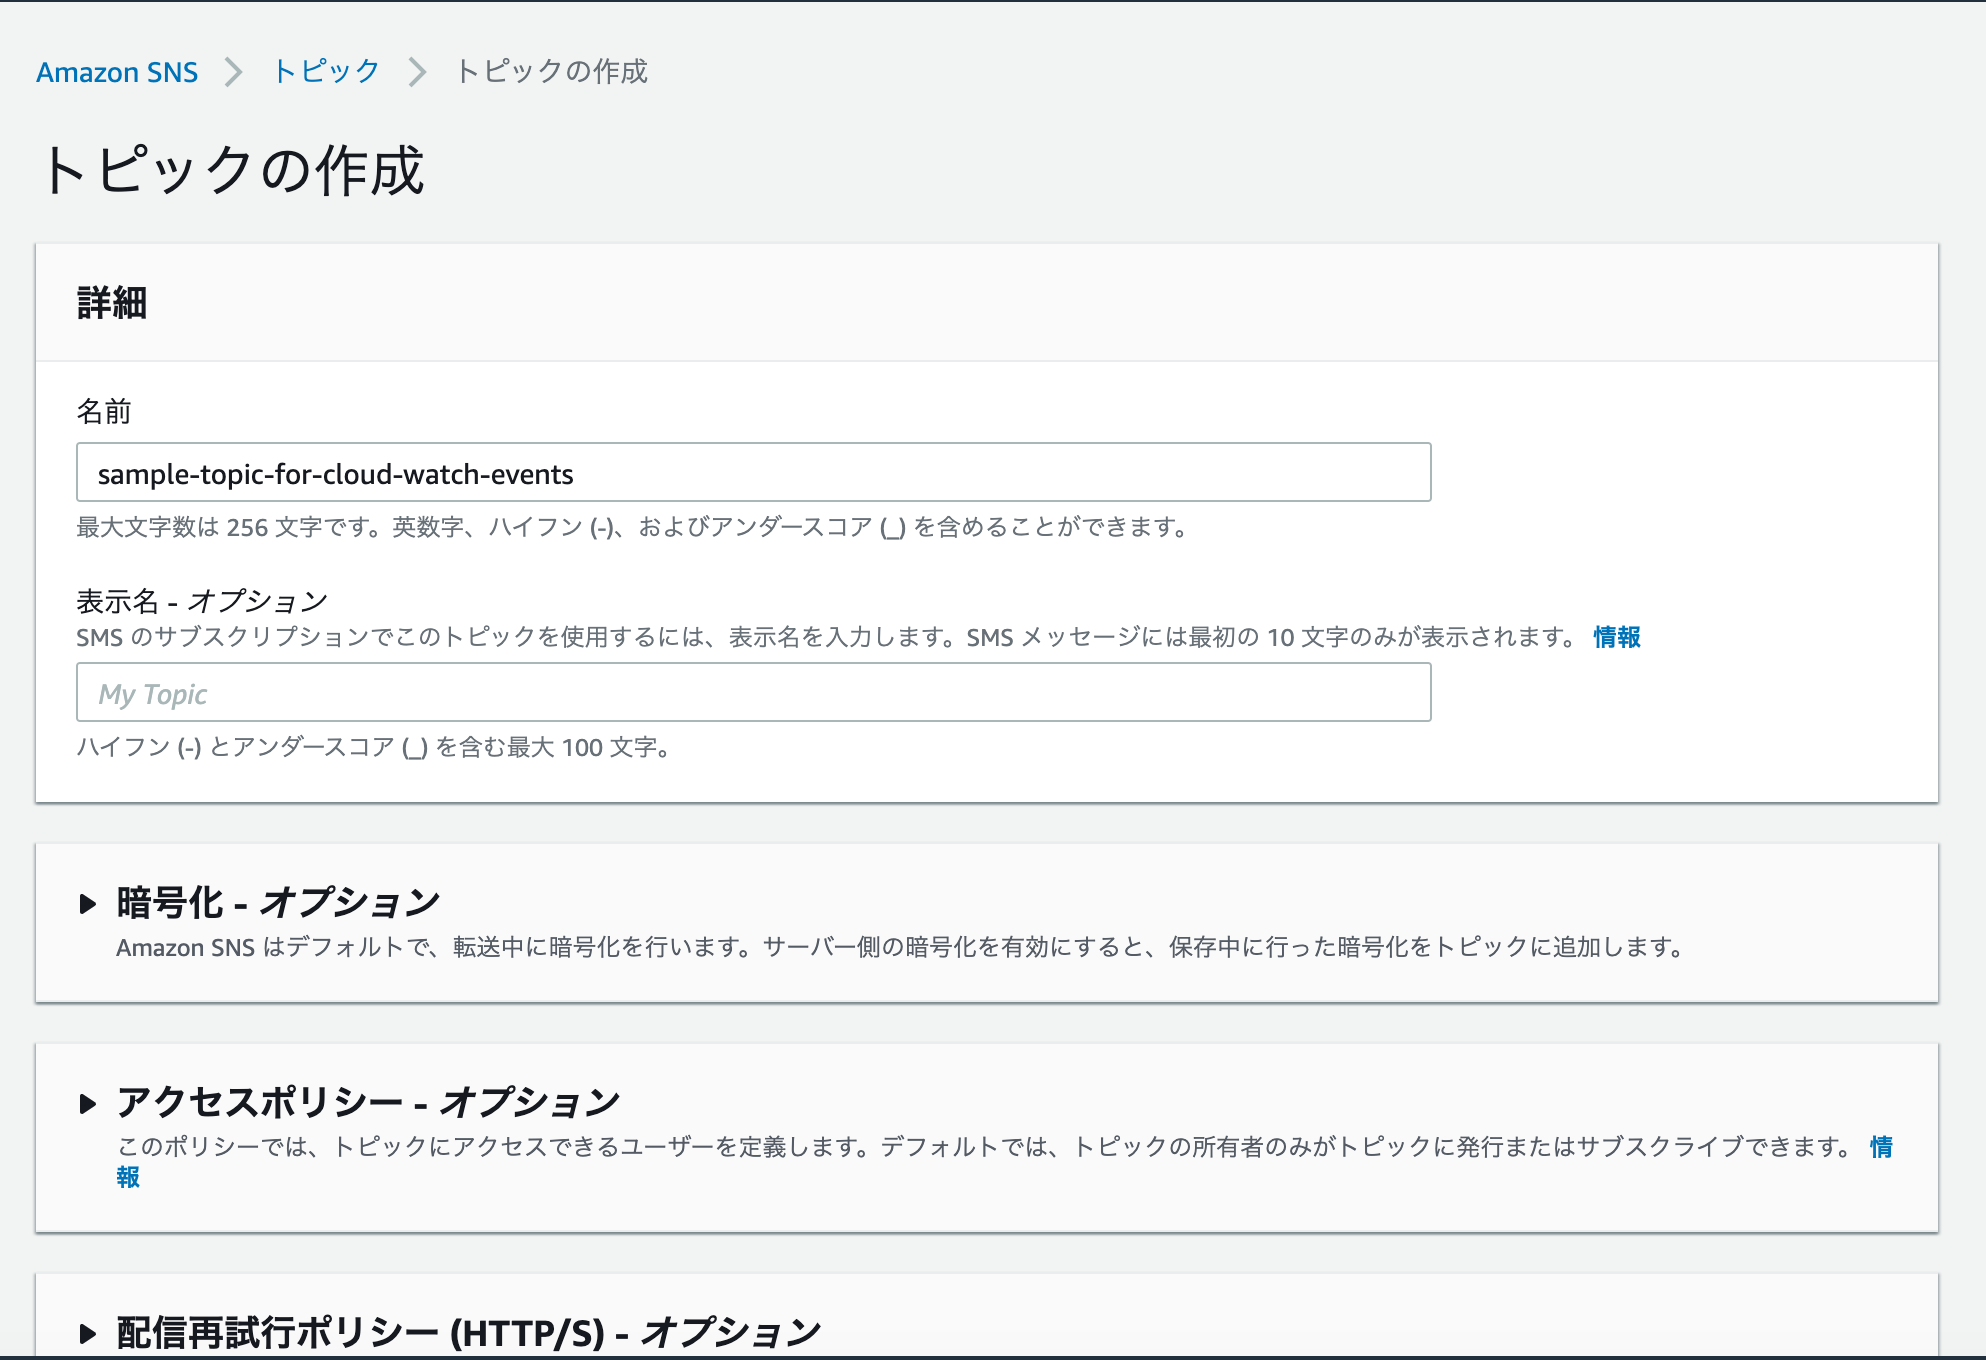 Amazon SNS > トピック > トピックの作成
トピックの作成
詳細
名前
sample-topic-for-cloud-watch-events
最大文字数は 256 文字です。英数字、ハイフン (-)、およびアンダースコア (_) を含めることができます。
表示名 - オプション
SMS のサブスクリプションでこのトピックを使用するには、表示名を入力します。SMS メッセージには最初の 10 文字のみが表示されます。 情報
My Topic
ハイフン (-) とアンダースコア (_) を含む最大 100 文字。
暗号化 - オプション
Amazon SNS はデフォルトで、転送中に暗号化を行います。サーバー側の暗号化を有効にすると、保存中に行った暗号化をトピックに追加します。
アクセスポリシー - オプション
このポリシーでは、トピックにアクセスできるユーザーを定義します。デフォルトでは、トピックの所有者のみがトピックに発行またはサブスクライブできます。 情
報
配信再試行ポリシー (HTTP/S) - オプション